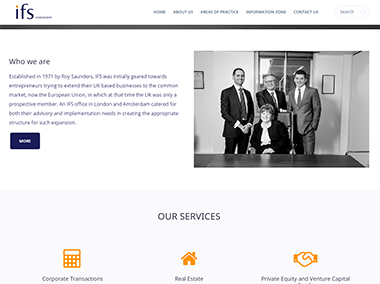 ifs
HOME
ABOUT US
AREAS OF PRACTICE
INFORMATION ZONE
CONTACT US
Search
Who we are
Established in 1971 by Roy Saunders, IFS was initially geared towards
entrepreneurs trying to extend their UK based businesses to the common
market, now the European Union, in which at that time the UK was only a
prospective member. An IFS office in London and Amsterdam catered for
both their advisory and implementation needs in creating the appropriate
structure for such expansion.
MORE
OUR SERVICES
Corporate Transactions
Real Estate
Private Equity and Venture Capital